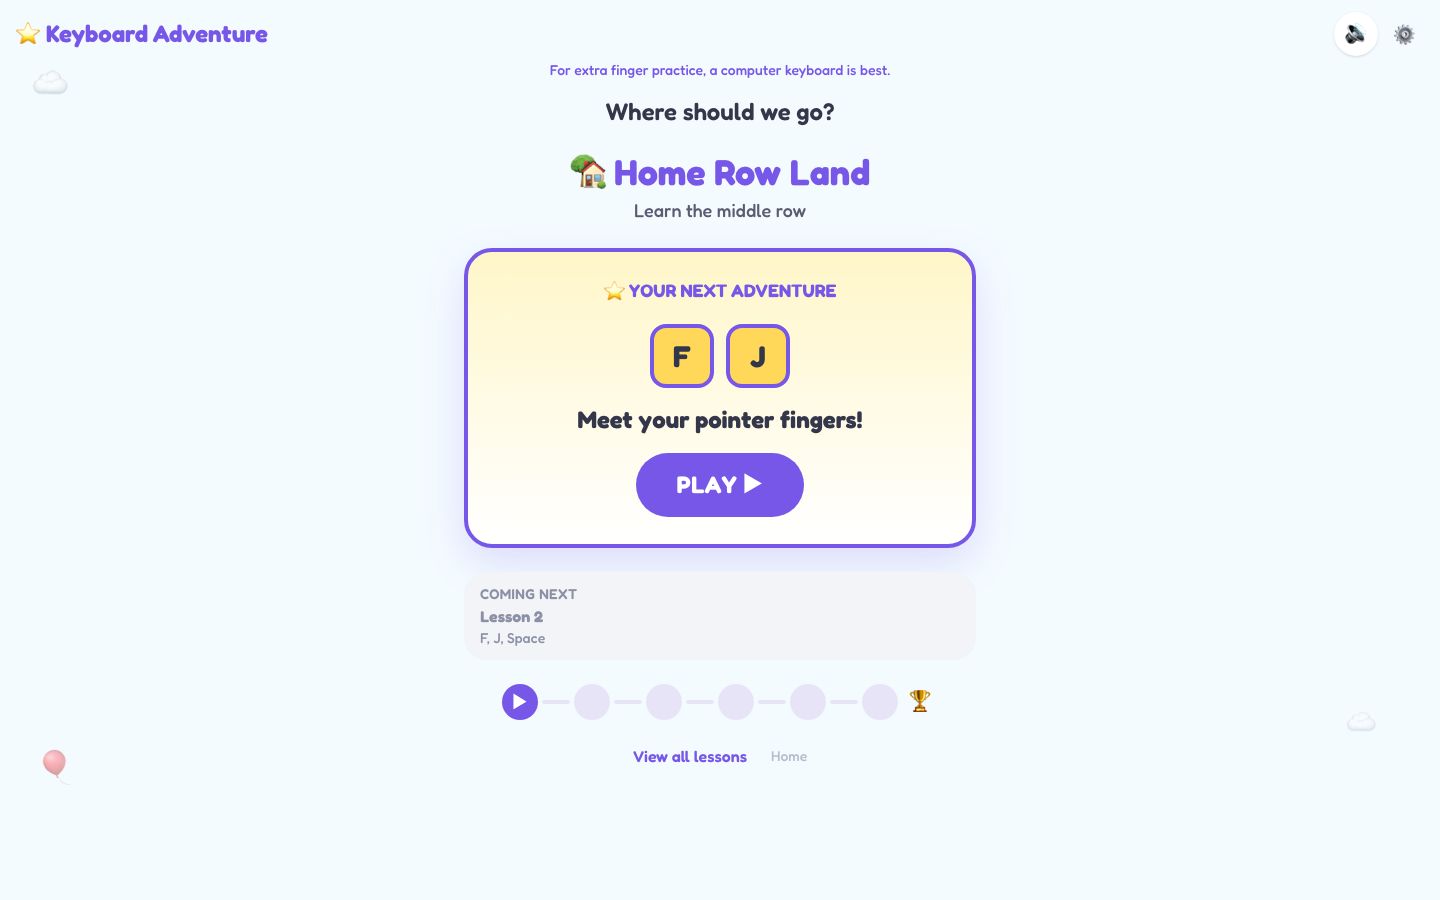 Keyboard Adventure
For extra finger practice, a computer keyboard is best.
Where should we go?
Home Row Land
Learn the middle row
YOUR NEXT ADVENTURE
F J
Meet your pointer fingers!
PLAY ▶
COMING NEXT
Lesson 2
F, J, Space
View all lessons Home